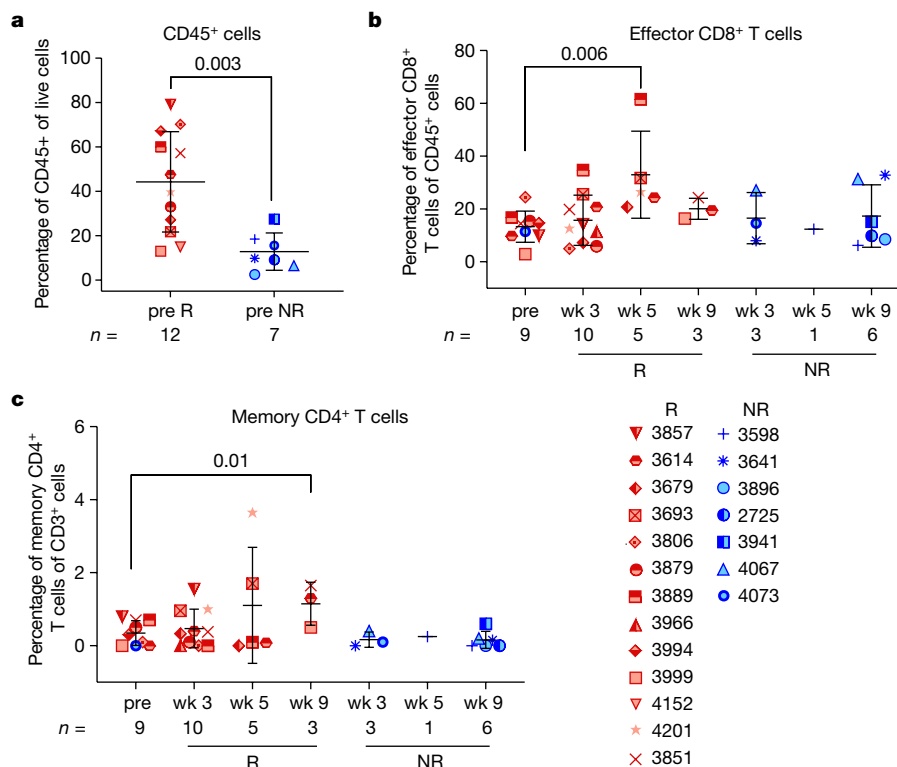 a
CD45⁺ cells
Percentage of CD45+ of live cells
100
80
60
40
20
0
0.003
pre R
pre NR
n =
12
7
b
Effector CD8⁺ T cells
Percentage of effector CD8⁺
T cells of CD45⁺ cells
80
60
40
20
0
0.006
pre
wk 3
wk 5
wk 9
wk 3
wk 5
wk 9
n =
9
10
5
3
3
1
6
R
NR
c
Memory CD4⁺ T cells
Percentage of memory CD4⁺
T cells of CD3⁺ cells
6
4
2
0
0.01
pre
wk 3
wk 5
wk 9
wk 3
wk 5
wk 9
n =
9
10
5
3
3
1
6
R
NR
R
3857
3614
3679
3693
3806
3879
3889
3966
3994
3999
4152
4201
3851
NR
3598
3641
3896
2725
3941
4067
4073